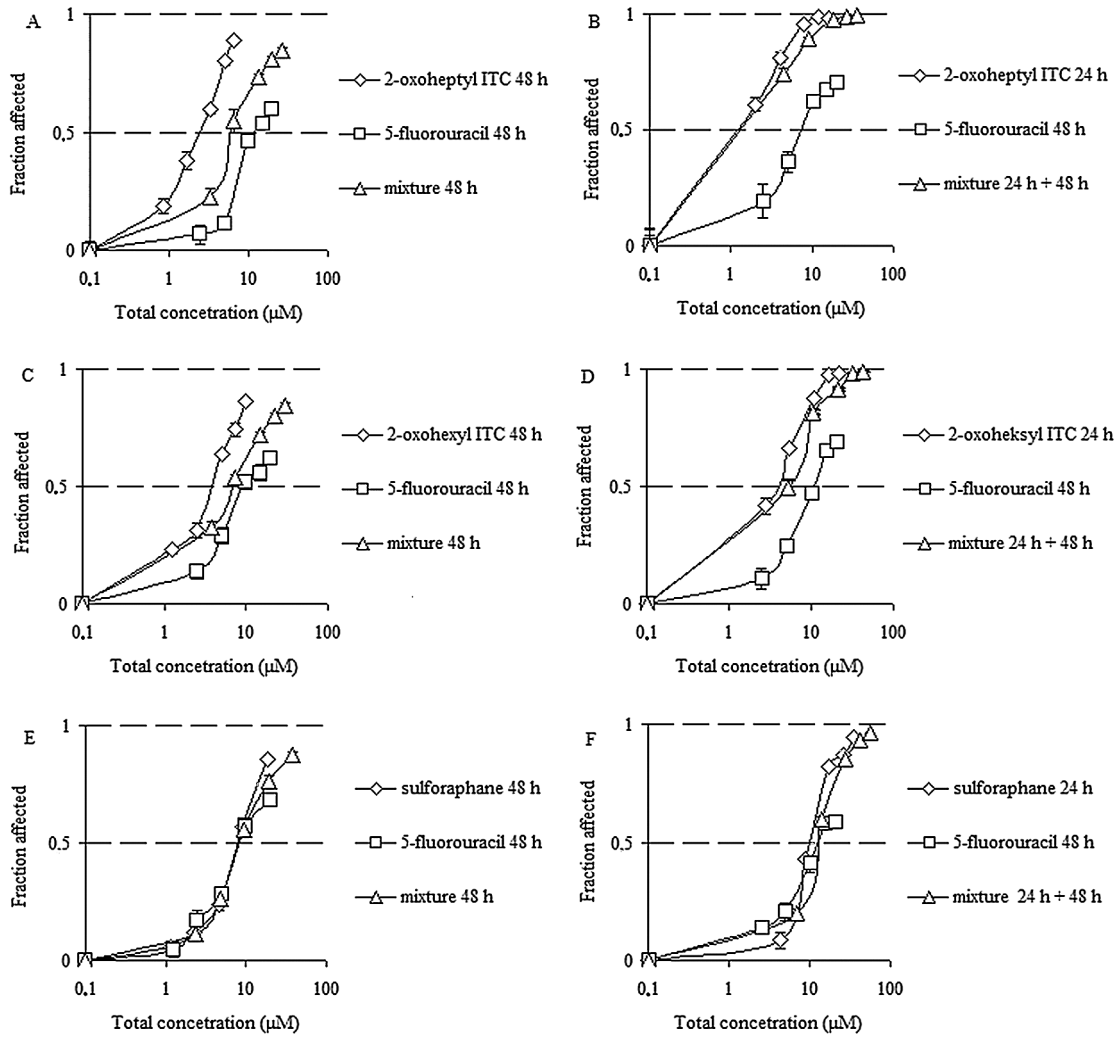 A
Fraction affected
1
0.5
0
0.1
1
10
100
Total concetration (µM)
2-oxoheptyl ITC 48 h
5-fluorouracil 48 h
mixture 48 h
B
Fraction affected
1
0.5
0
0.1
1
10
100
Total concetration (µM)
2-oxoheptyl ITC 24 h
5-fluorouracil 48 h
mixture 24 h + 48 h
C
Fraction affected
1
0.5
0
0.1
1
10
100
Total concetration (µM)
2-oxohexyl ITC 48 h
5-fluorouracil 48 h
mixture 48 h
D
Fraction affected
1
0.5
0
0.1
1
10
100
Total concetration (µM)
2-oxoheksyl ITC 24 h
5-fluorouracil 48 h
mixture 24 h + 48 h
E
Fraction affected
1
0.5
0
0.1
1
10
100
Total concetration (µM)
sulforaphane 48 h
5-fluorouracil 48 h
mixture 48 h
F
Fraction affected
1
0.5
0
0.1
1
10
100
Total concetration (µM)
sulforaphane 24 h
5-fluorouracil 48 h
mixture 24 h + 48 h